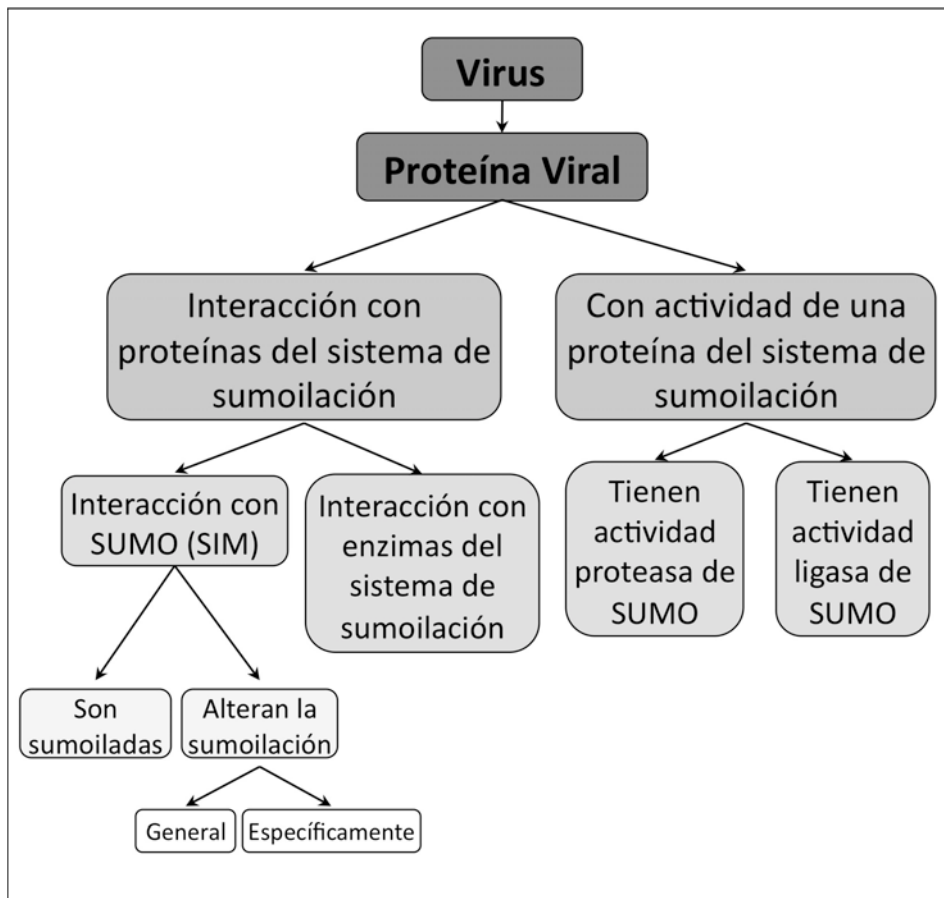 Virus
Proteína Viral
Interacción con
proteínas del sistema de
sumoilación
Con actividad de una
proteína del sistema de
sumoilación
Interacción con
SUMO (SIM)
Interacción con
enzimas del
sistema de
sumoilación
Tienen
actividad
proteasa de
SUMO
Tienen
actividad
ligasa de
SUMO
Son
sumoiladas
Alteran la
sumoilación
General
Específicamente